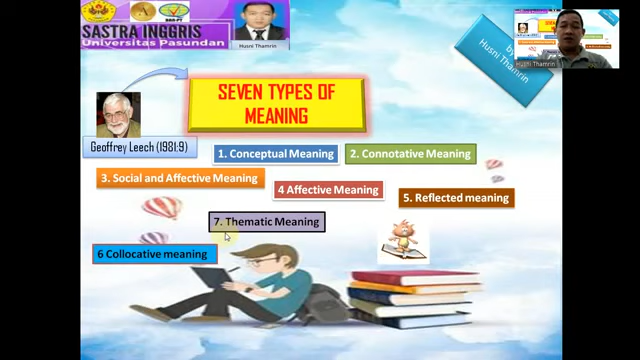 SASTRA INGGRIS
Universitas Pasundan
Husni Thamrin
by
Husni Thamrin
Husni Thamrin
SEVEN TYPES OF
MEANING
Geoffrey Leech (1981:9)
1. Conceptual Meaning
2. Connotative Meaning
3. Social and Affective Meaning
4 Affective Meaning
5. Reflected meaning
7. Thematic Meaning
6 Collocative meaning